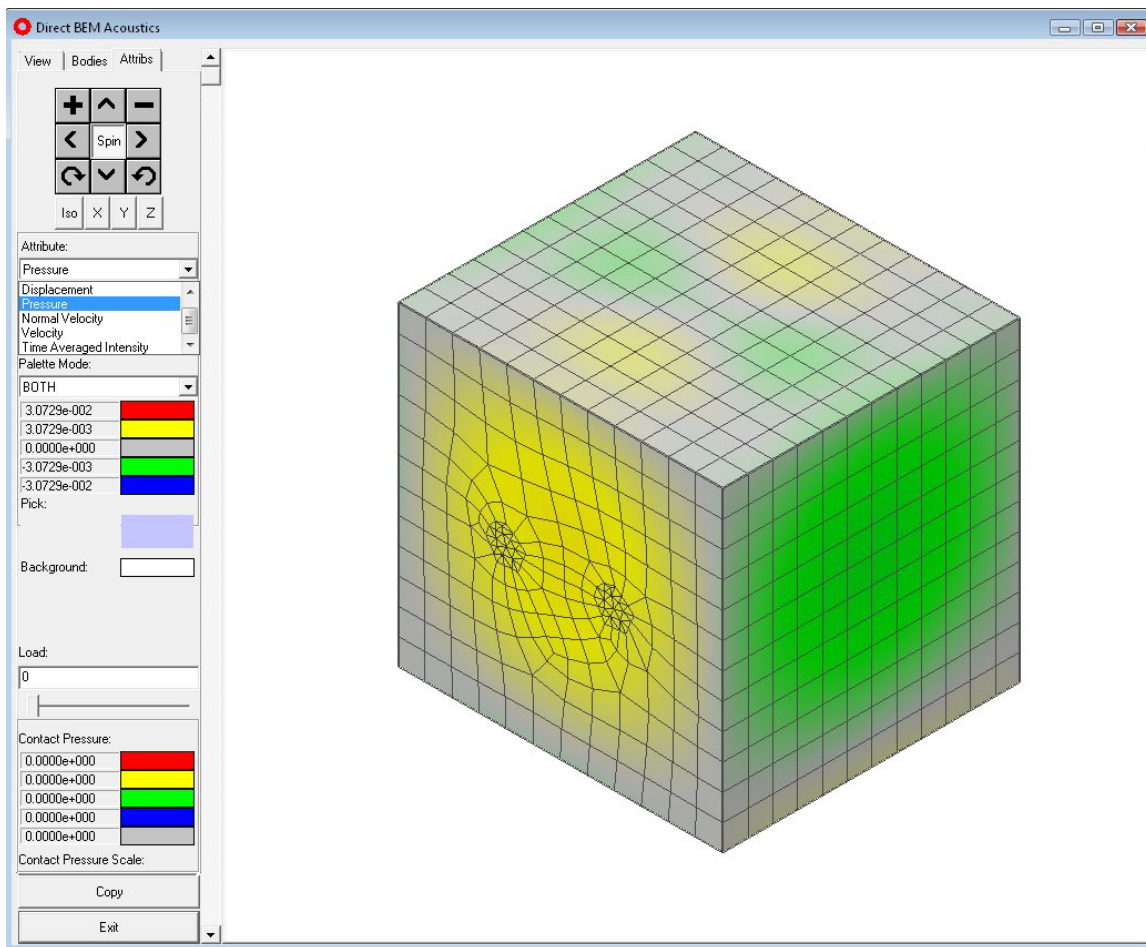 Direct BEM Acoustics
View Bodies Attribs
Spin
Iso X Y Z
Attribute:
Pressure
Displacement
Pressure
Normal Velocity
Velocity
Time Averaged Intensity
Palette Mode:
BOTH
3.0729e-002
3.0729e-003
0.0000e+000
-3.0729e-003
-3.0729e-002
Pick:
Background:
Load:
0
Contact Pressure:
0.0000e+000
0.0000e+000
0.0000e+000
0.0000e+000
0.0000e+000
Contact Pressure Scale:
Copy
Exit